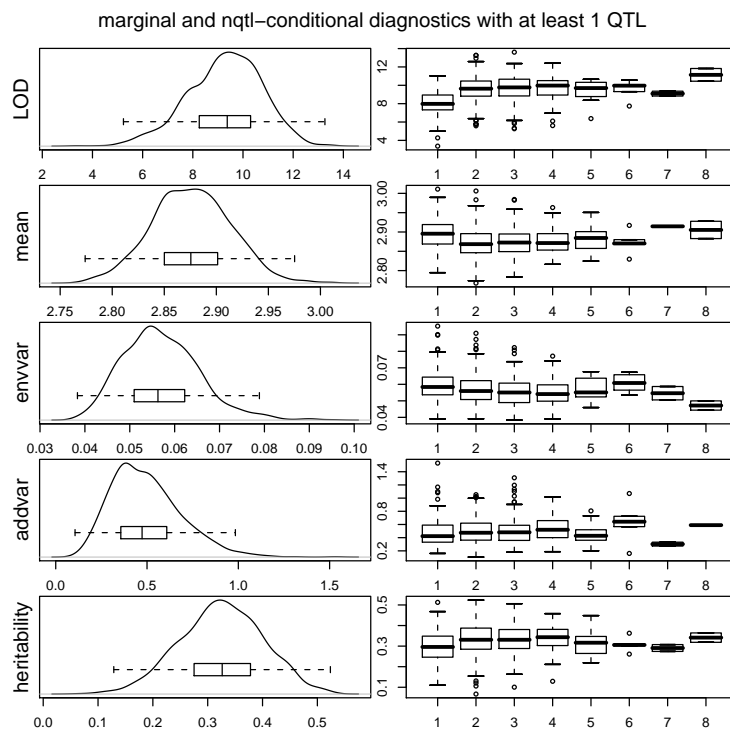 marginal and nqtl−conditional diagnostics with at least 1 QTL
LOD
2 4 6 8 10 12 14
4 8 12
1 2 3 4 5 6 7 8
mean
2.75 2.80 2.85 2.90 2.95 3.00
2.80 2.90 3.00
1 2 3 4 5 6 7 8
envvar
0.03 0.04 0.05 0.06 0.07 0.08 0.09 0.10
0.04 0.07
1 2 3 4 5 6 7 8
addvar
0.0 0.5 1.0 1.5
0.2 0.8 1.4
1 2 3 4 5 6 7 8
heritability
0.0 0.1 0.2 0.3 0.4 0.5
0.1 0.3 0.5
1 2 3 4 5 6 7 8